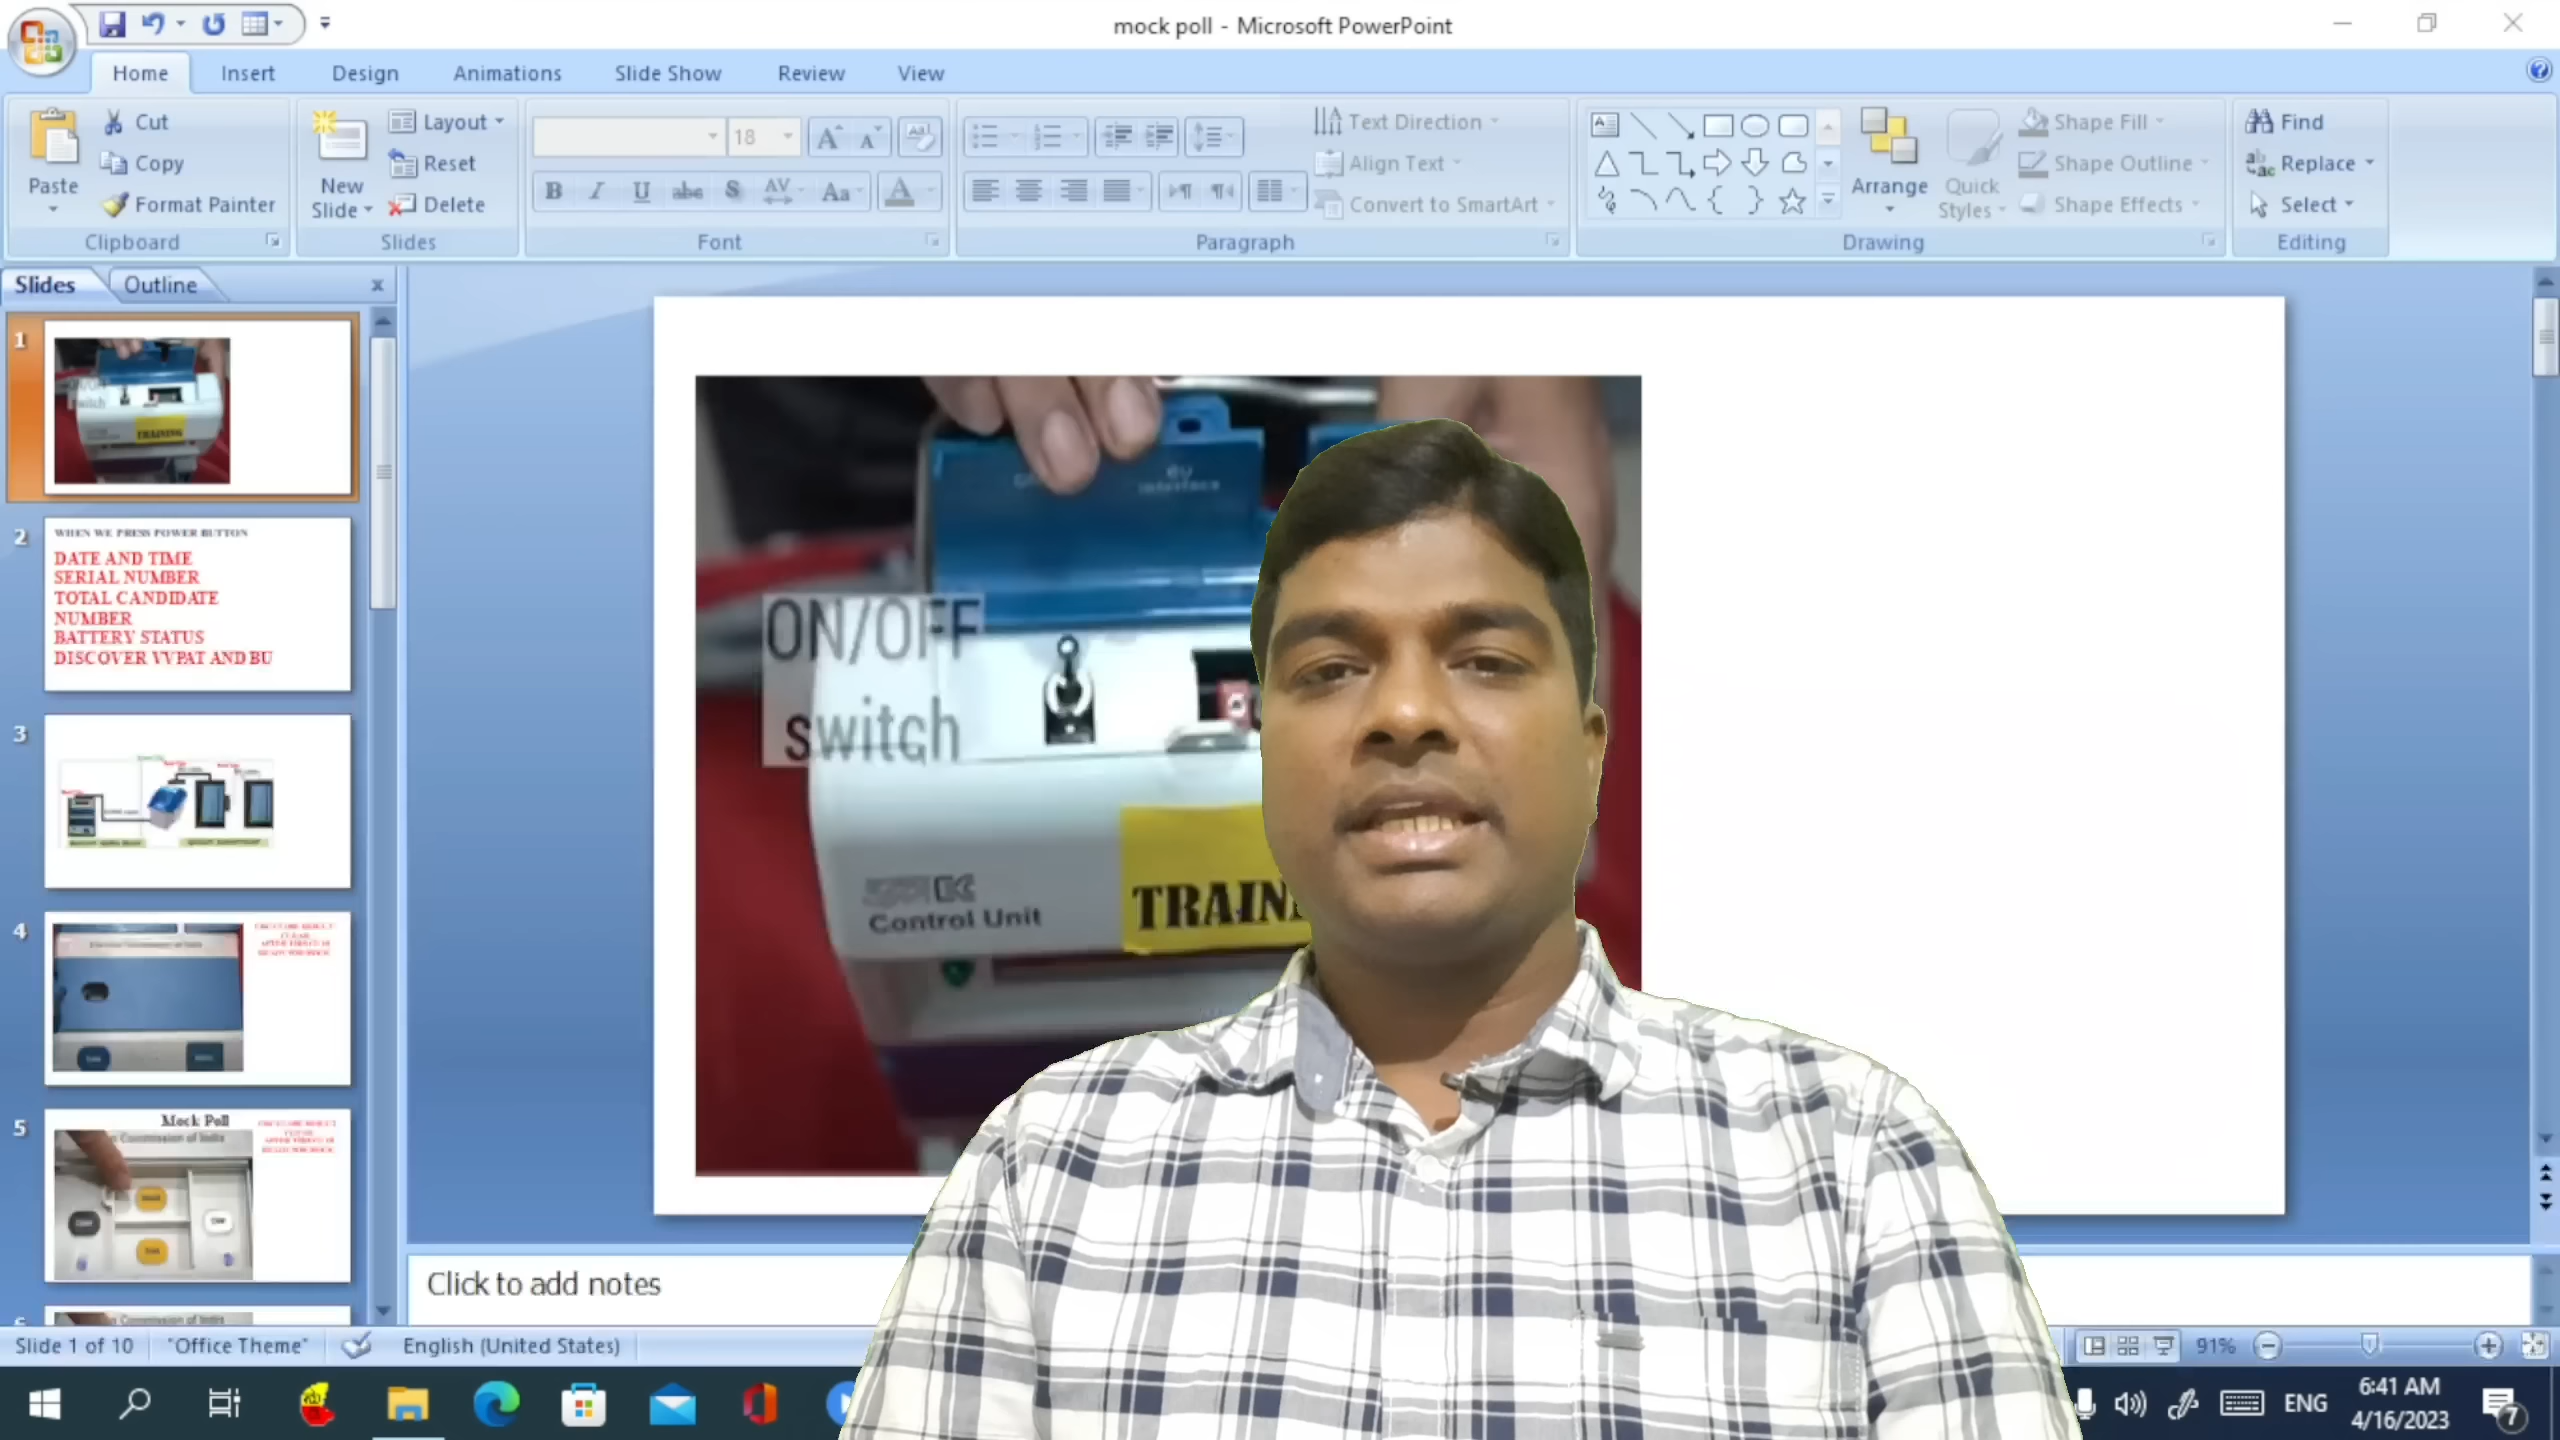 mock poll - Microsoft PowerPoint
Home Insert Design Animations Slide Show Review View
Paste
Cut
Copy
Format Painter
Clipboard
New Slide
Layout
Reset
Delete
Slides
18
Font
Text Direction
Align Text
Convert to SmartArt
Paragraph
Arrange
Quick Styles
Shape Fill
Shape Outline
Shape Effects
Drawing
Find
Replace
Select
Editing
Slides Outline
1
switch
TRAINING
2
WHEN WE PRESS POWER BUTTON
DATE AND TIME
SERIAL NUMBER
TOTAL CANDIDATE
NUMBER
BATTERY STATUS
DISCOVER VVPAT AND BU
3
4
5
Mock Poll
BU
interface
ON/OFF
switch
Control Unit
TRAIN
Click to add notes
Slide 1 of 10 "Office Theme" English (United States) 91%
ENG
6:41 AM
4/16/2023
7